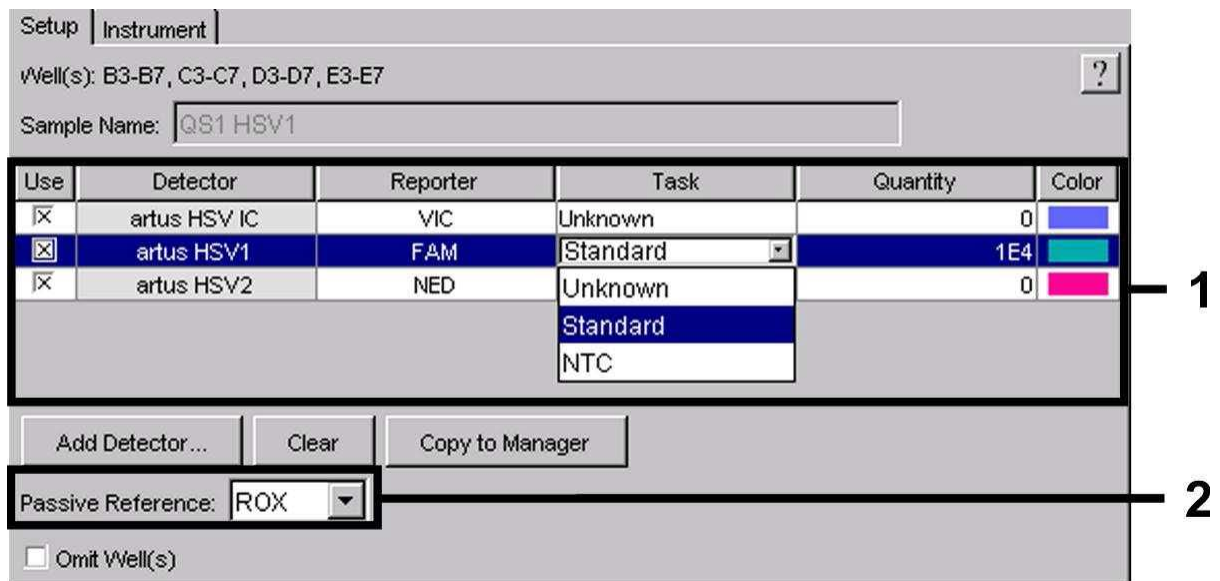 Setup Instrument
Well(s): B3-B7, C3-C7, D3-D7, E3-E7 ?
Sample Name: QS1 HSV1
Use Detector Reporter Task Quantity Color
artus HSV IC VIC Unknown 0
artus HSV1 FAM Standard 1E4
artus HSV2 NED 0
Unknown
Standard
NTC
1
Add Detector... Clear Copy to Manager
Passive Reference: ROX
2
Omit Well(s)